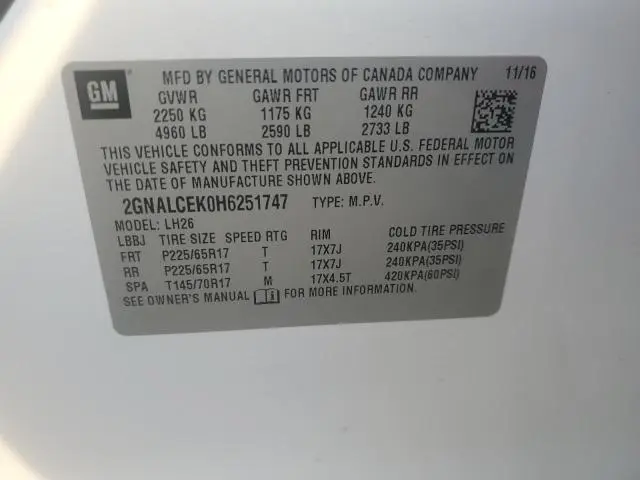 GM
MFD BY GENERAL MOTORS OF CANADA COMPANY 11/16
GVWR GAWR FRT GAWR RR
2250 KG 1175 KG 1240 KG
4960 LB 2590 LB 2733 LB
THIS VEHICLE CONFORMS TO ALL APPLICABLE U.S. FEDERAL MOTOR
VEHICLE SAFETY AND THEFT PREVENTION STANDARDS IN EFFECT ON
THE DATE OF MANUFACTURE SHOWN ABOVE.
2GNALCEK0H6251747 TYPE: M.P.V.
MODEL: LH26
LBBJ TIRE SIZE SPEED RTG RIM COLD TIRE PRESSURE
FRT P225/65R17 T 17X7J 240KPA(35PSI)
RR P225/65R17 T 17X7J 240KPA(35PSI)
SPA T145/70R17 M 17X4.5T 420KPA(60PSI)
SEE OWNER'S MANUAL FOR MORE INFORMATION.